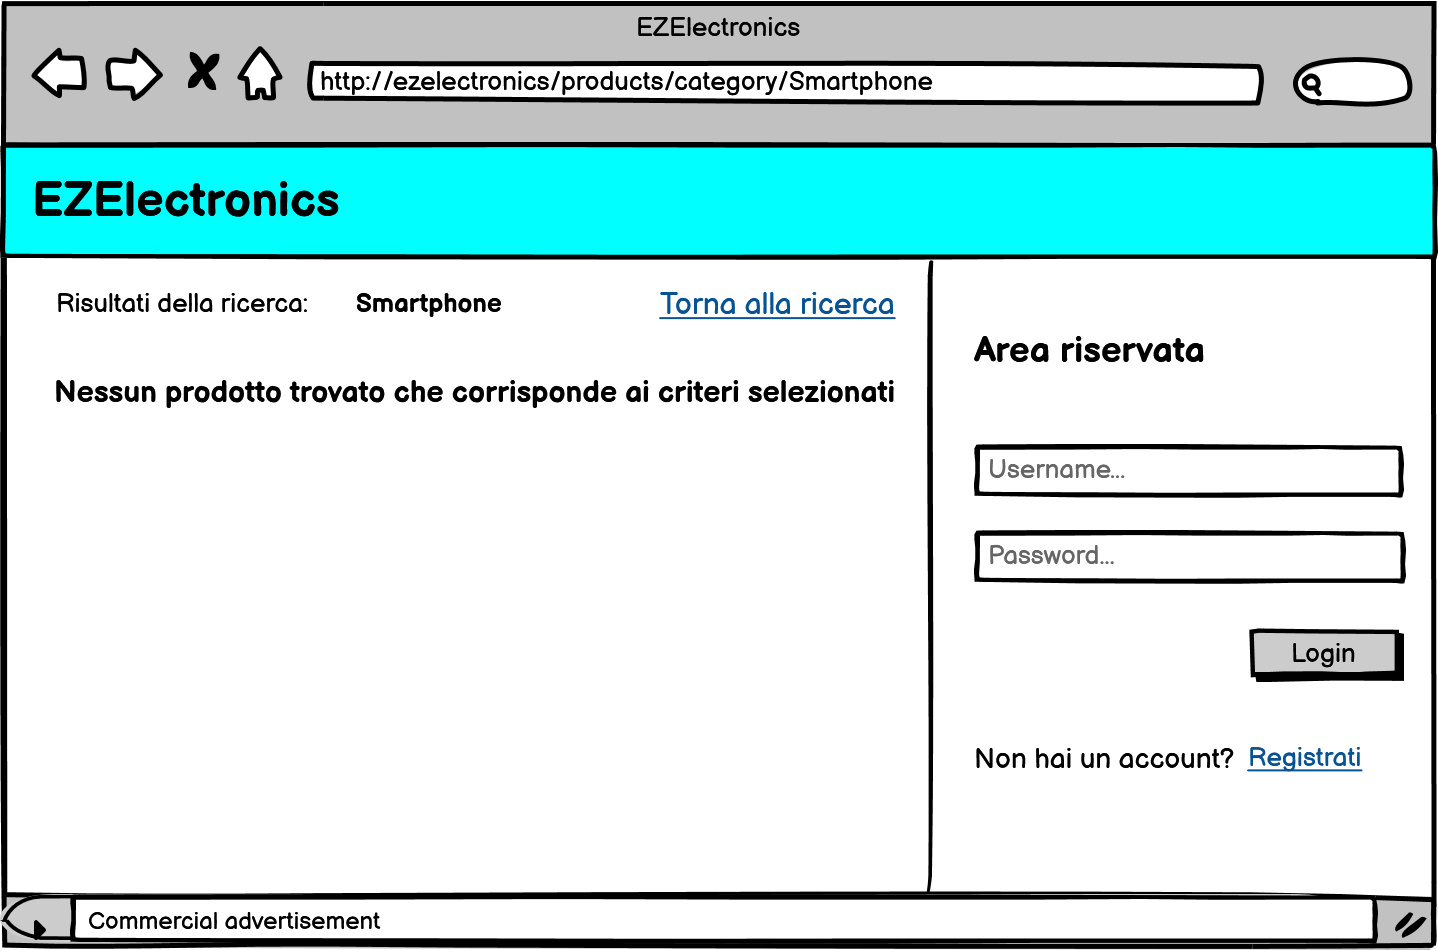 EZElectronics
http://ezelectronics/products/category/Smartphone
EZElectronics
Risultati della ricerca: Smartphone Torna alla ricerca
Nessun prodotto trovato che corrisponde ai criteri selezionati
Area riservata
Username...
Password...
Login
Non hai un account? Registrati
Commercial advertisement